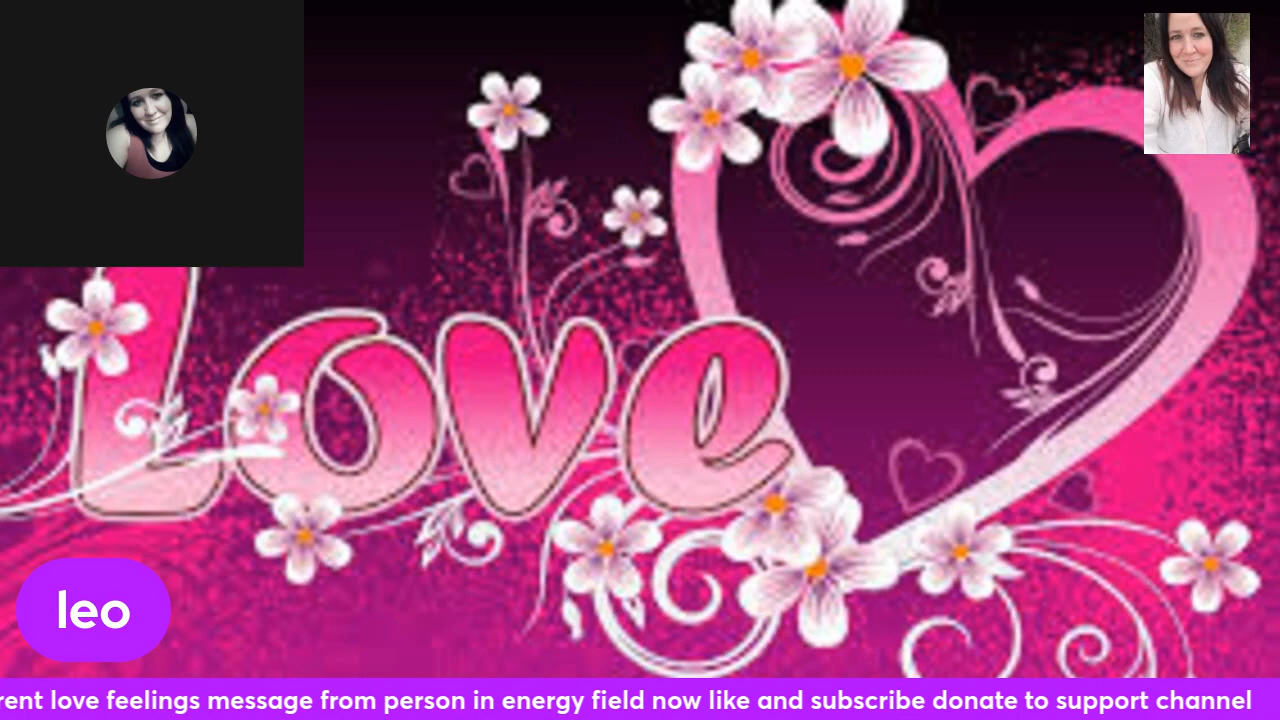 Love
leo
rent love feelings message from person in energy field now like and subscribe donate to support channel